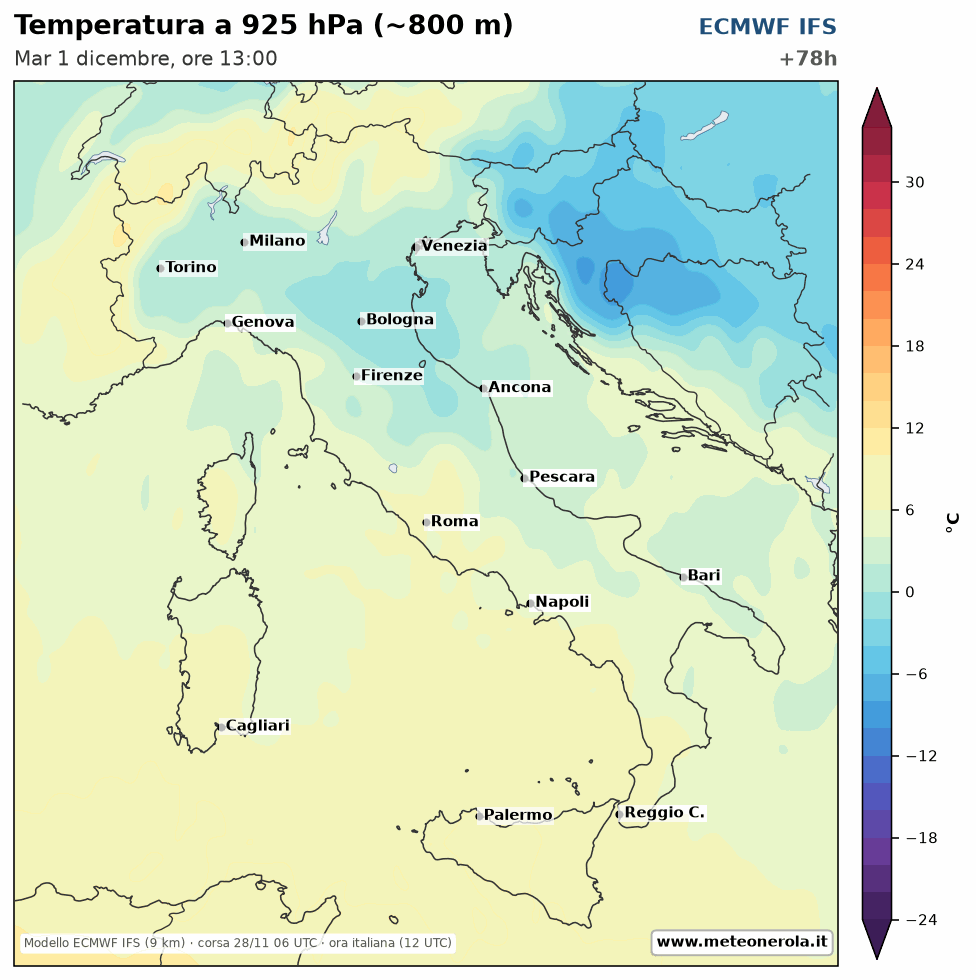 Temperatura a 925 hPa (~800 m)
ECMWF IFS
Mar 1 dicembre, ore 13:00
+78h
Milano
Venezia
Torino
Genova
Bologna
Firenze
Ancona
Pescara
Roma
Bari
Napoli
Cagliari
Palermo
Reggio C.
30
24
18
12
6
0
−6
−12
−18
−24
°C
Modello ECMWF IFS (9 km) · corsa 28/11 06 UTC · ora italiana (12 UTC)
www.meteonerola.it